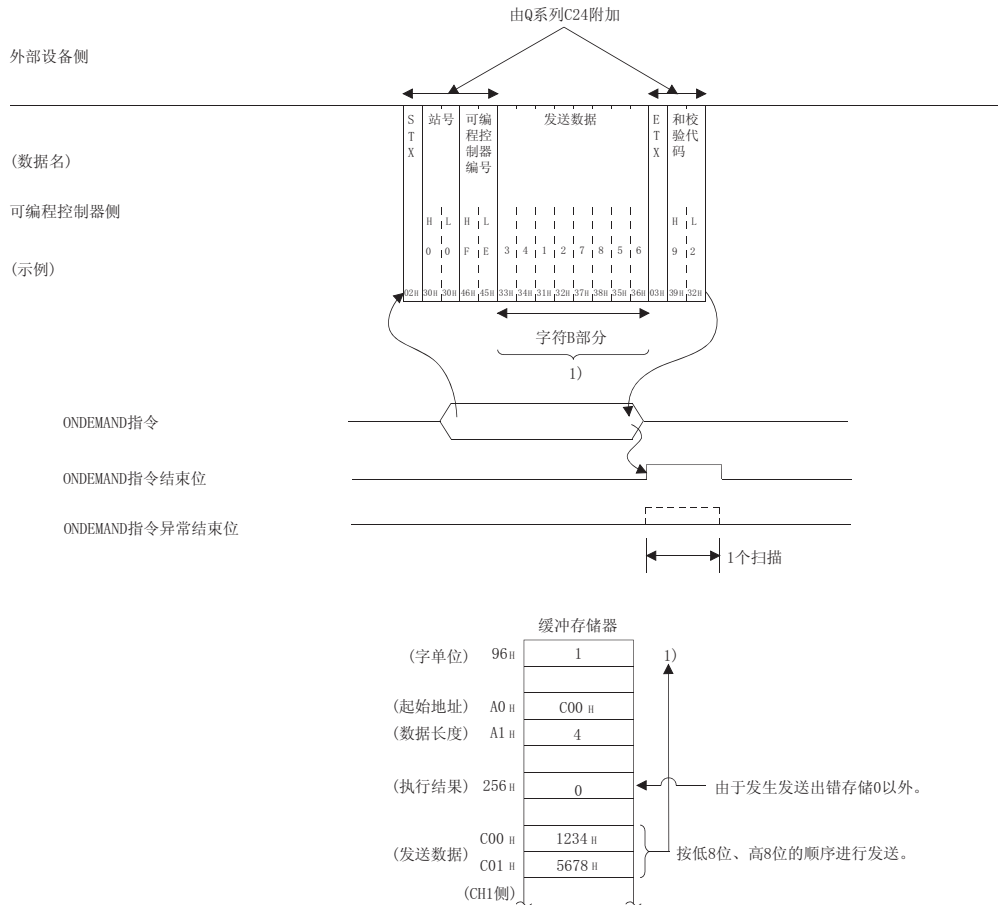 由Q系列C24附加
外部设备侧
(数据名)
STX
站号
可编程控制器编号
发送数据
ETX
和校验代码
可编程控制器侧
H L H L H L
(示例)
0 0 F E 3 4 1 2 7 8 5 6 9 2
02H 30H 30H 46H 45H 33H 34H 31H 32H 37H 38H 35H 36H 03H 39H 32H
字符B部分
1)
ONDEMAND指令
ONDEMAND指令结束位
ONDEMAND指令异常结束位
1个扫描
缓冲存储器
(字单位) 96H 1 1)
(起始地址) A0H C00H
(数据长度) A1H 4
(执行结果) 256H 0 由于发生发送出错存储0以外。
(发送数据)
C00H 1234H
C01H 5678H
按低8位、高8位的顺序进行发送。
(CH1侧)